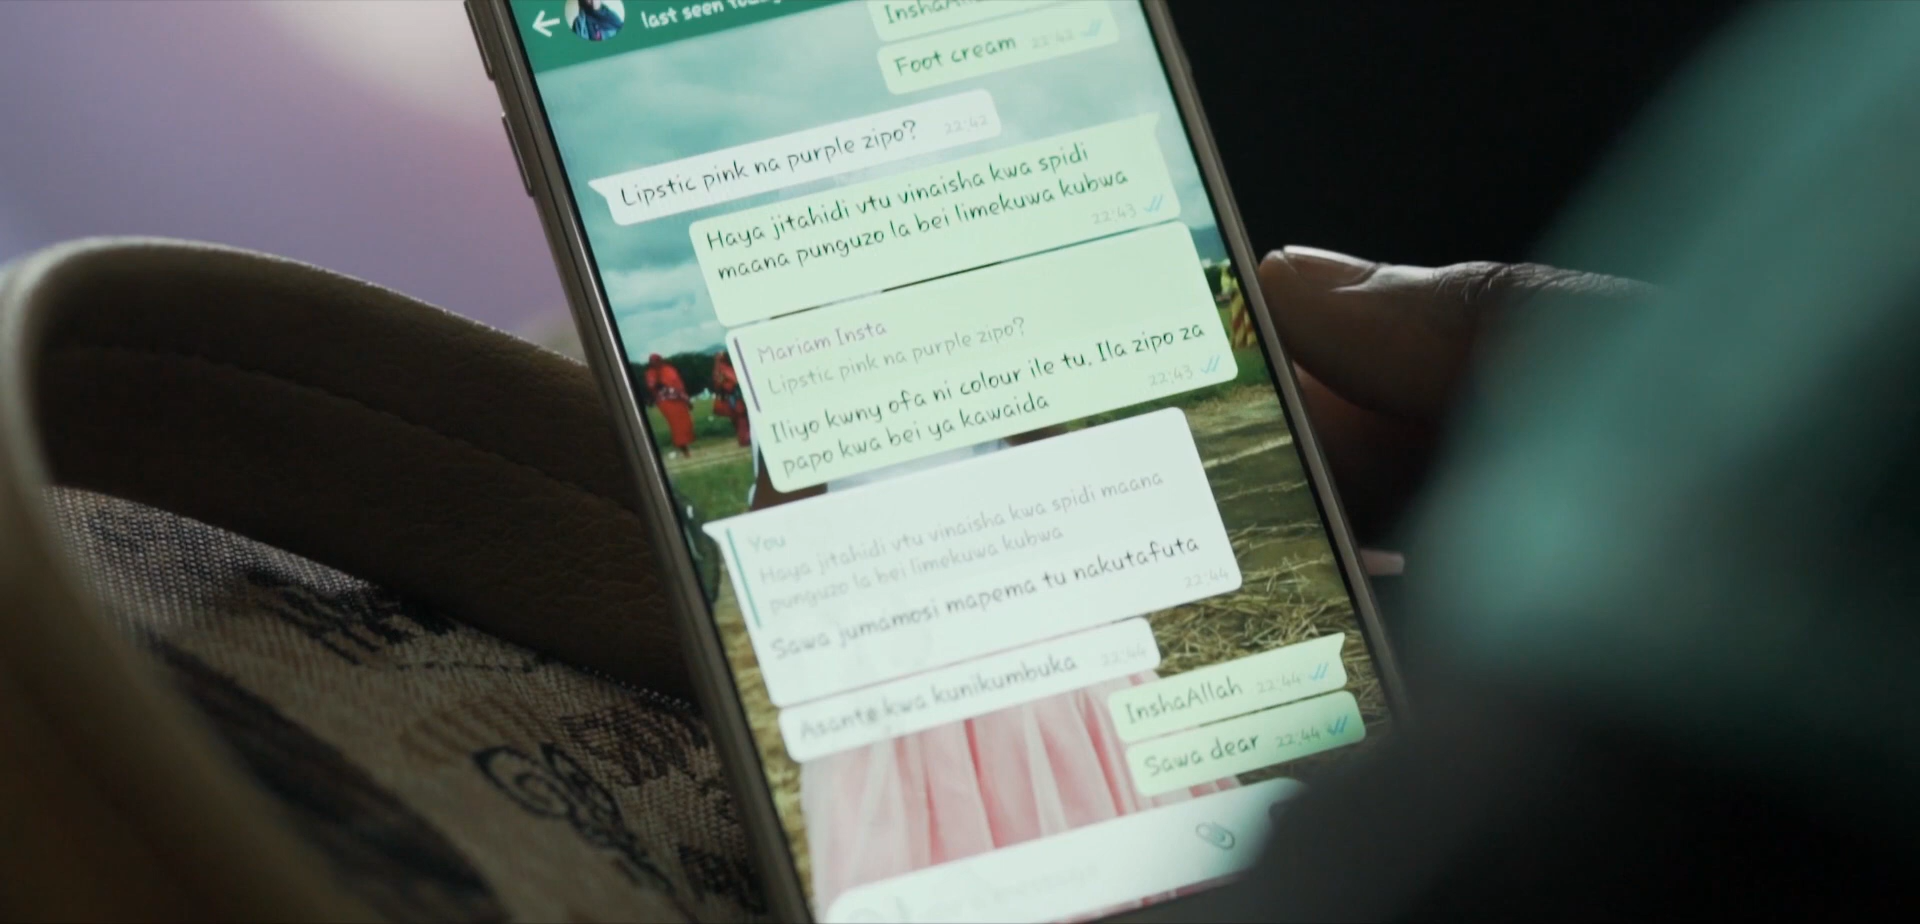 last seen
Foot cream 22:42
Lipstic pink na purple zipo? 22:42
Haya jitahidi vtu vinaisha kwa spidi
maana punguzo la bei limekuwa kubwa
22:43
Mariam Insta
Lipstic pink na purple zipo?
Iliyo kwny ofa ni colour ile tu. Ila zipo za
papo kwa bei ya kawaida
22:43
You
Haya jitahidi vtu vinaisha kwa spidi maana
punguzo la bei limekuwa kubwa
Sawa jumamosi mapema tu nakutafuta
22:44
Asante kwa kunikumbuka 22:44
InshaAllah 22:44
Sawa dear 22:44